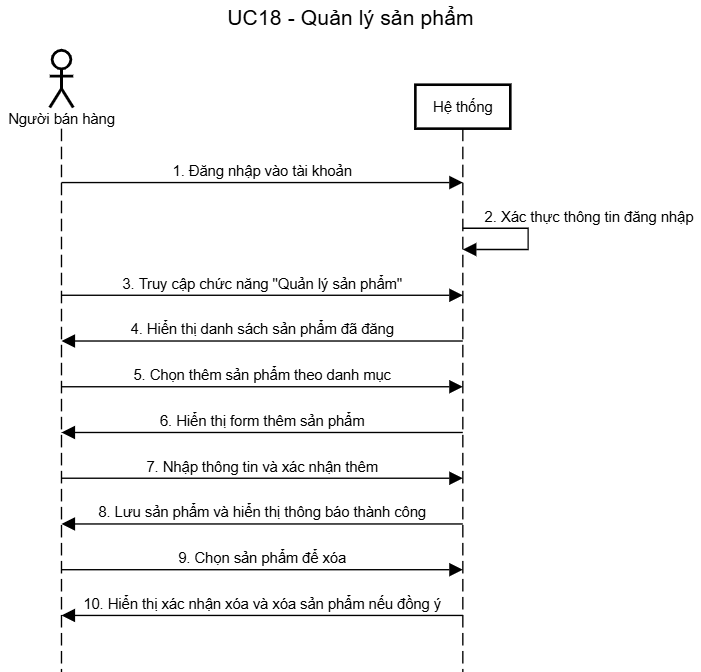 UC18 - Quản lý sản phẩm
Người bán hàng
Hệ thống
1. Đăng nhập vào tài khoản
2. Xác thực thông tin đăng nhập
3. Truy cập chức năng "Quản lý sản phẩm"
4. Hiển thị danh sách sản phẩm đã đăng
5. Chọn thêm sản phẩm theo danh mục
6. Hiển thị form thêm sản phẩm
7. Nhập thông tin và xác nhận thêm
8. Lưu sản phẩm và hiển thị thông báo thành công
9. Chọn sản phẩm để xóa
10. Hiển thị xác nhận xóa và xóa sản phẩm nếu đồng ý